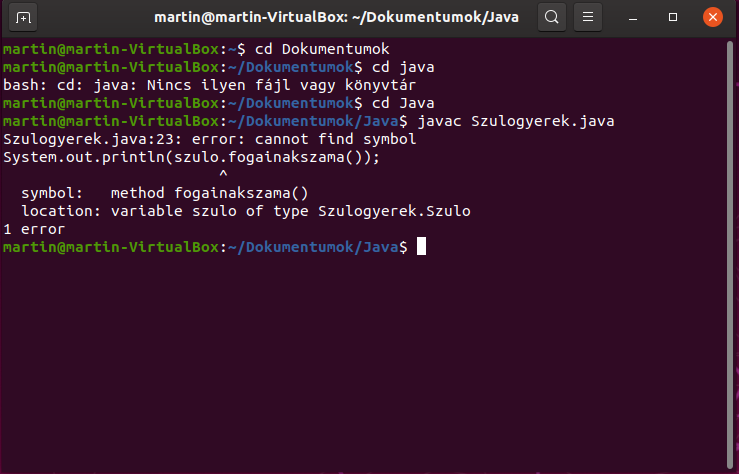 martin@martin-VirtualBox: ~/Dokumentumok/Java
martin@martin-VirtualBox:~$ cd Dokumentumok
martin@martin-VirtualBox:~/Dokumentumok$ cd java
bash: cd: java: Nincs ilyen fájl vagy könyvtár
martin@martin-VirtualBox:~/Dokumentumok$ cd Java
martin@martin-VirtualBox:~/Dokumentumok/Java$ javac Szulogyerek.java
Szulogyerek.java:23: error: cannot find symbol
System.out.println(szulo.fogainakszama());
^
symbol:   method fogainakszama()
location: variable szulo of type Szulogyerek.Szulo
1 error
martin@martin-VirtualBox:~/Dokumentumok/Java$